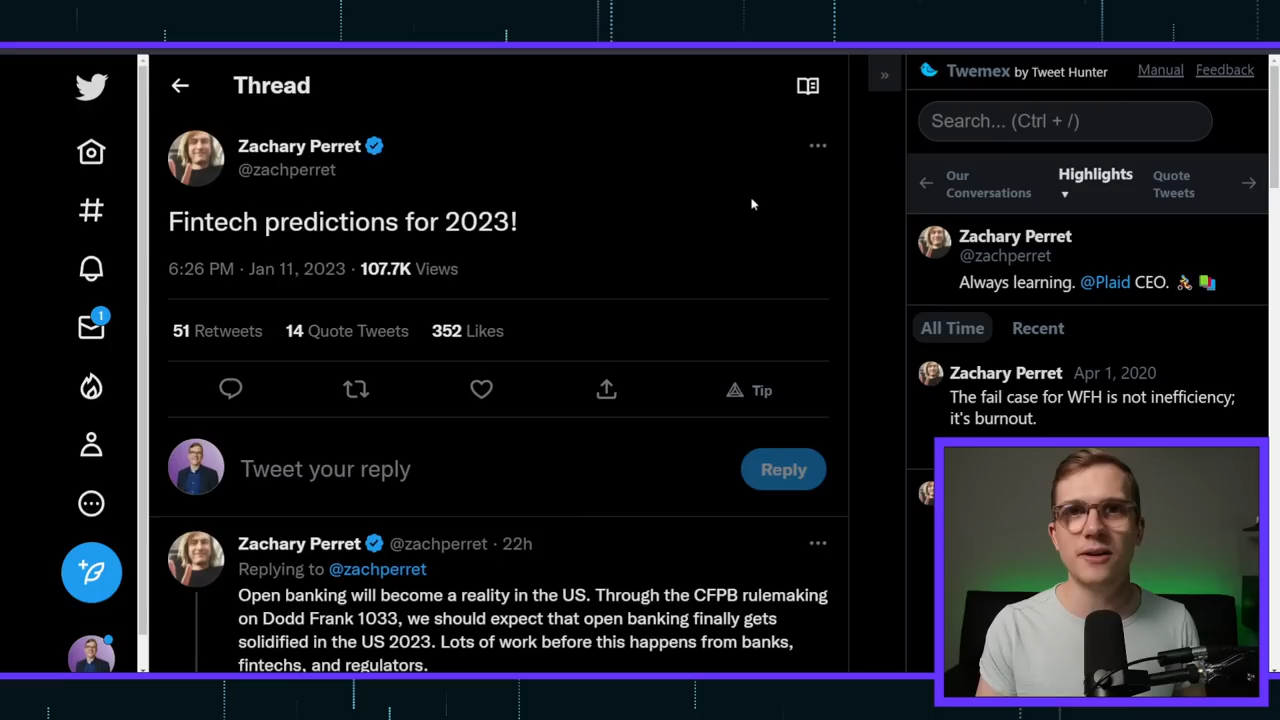 Thread
Zachary Perret
@zachperret
Fintech predictions for 2023!
6:26 PM · Jan 11, 2023 · 107.7K Views
51 Retweets 14 Quote Tweets 352 Likes
Tip
Tweet your reply
Reply
Zachary Perret @zachperret · 22h
Replying to @zachperret
Open banking will become a reality in the US. Through the CFPB rulemaking
on Dodd Frank 1033, we should expect that open banking finally gets
solidified in the US 2023. Lots of work before this happens from banks,
fintechs, and regulators.
1
»
Twemex by Tweet Hunter Manual Feedback
Search... (Ctrl + /)
Our
Conversations
Highlights
Quote
Tweets
Zachary Perret
@zachperret
Always learning. @Plaid CEO.
All Time Recent
Zachary Perret Apr 1, 2020
The fail case for WFH is not inefficiency;
it's burnout.